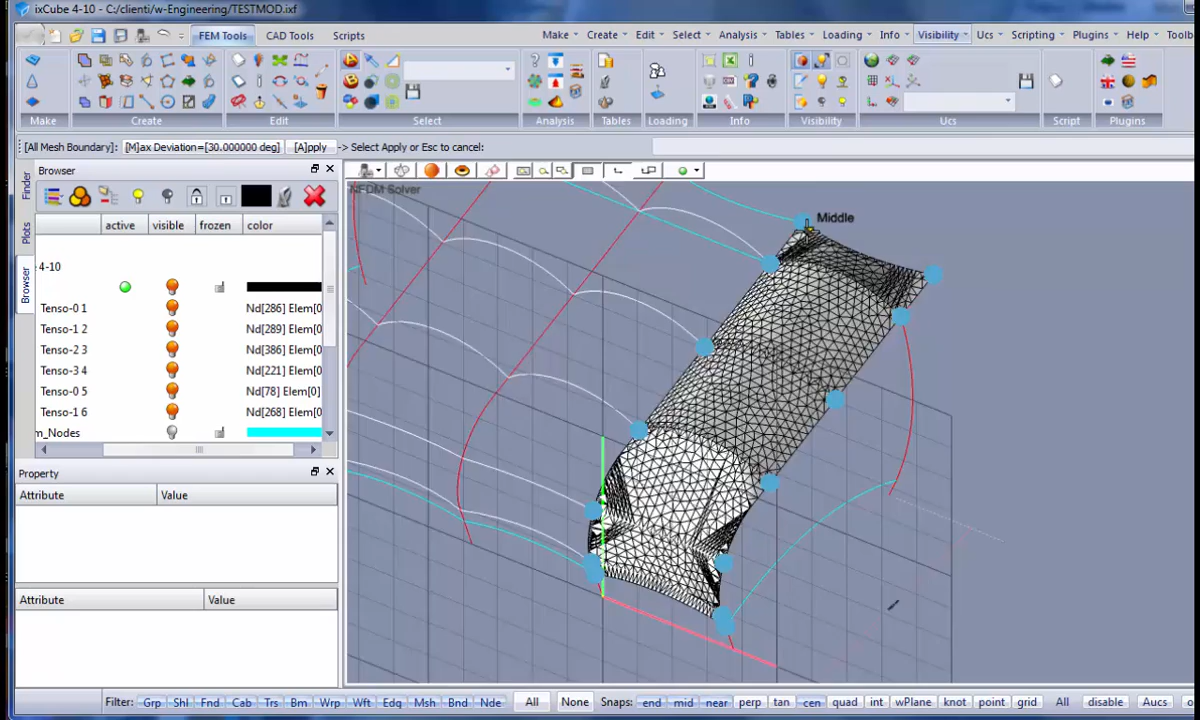 ixCube 4-10 - C:/clienti/w-Engineering/TESTMOD.ixf
FEM Tools CAD Tools Scripts Make Create Edit Select Analysis Tables Loading Info Visibility Ucs Scripting Plugins Help Toolb
Make Create Edit Select Analysis Tables Loading Info Visibility Ucs Script Plugins
[All Mesh Boundary]: [M]ax Deviation=[30.000000 deg] [A]pply -> Select Apply or Esc to cancel:
Browser
Finder
Plots
Browser
active visible frozen color
4-10
Tenso-0 1 Nd[286] Elem[0
Tenso-1 2 Nd[289] Elem[0
Tenso-2 3 Nd[386] Elem[0
Tenso-3 4 Nd[221] Elem[0
Tenso-0 5 Nd[78] Elem[0]
Tenso-1 6 Nd[268] Elem[0
m_Nodes
Property
Attribute Value
Attribute Value
NFDM Solver
Middle
Filter: Grp Shl Fnd Cab Trs Bm Wrp Wft Edq Msh Bnd Nde All None Snaps: end mid near perp tan cen quad int wPlane knot point grid All disable Aucs